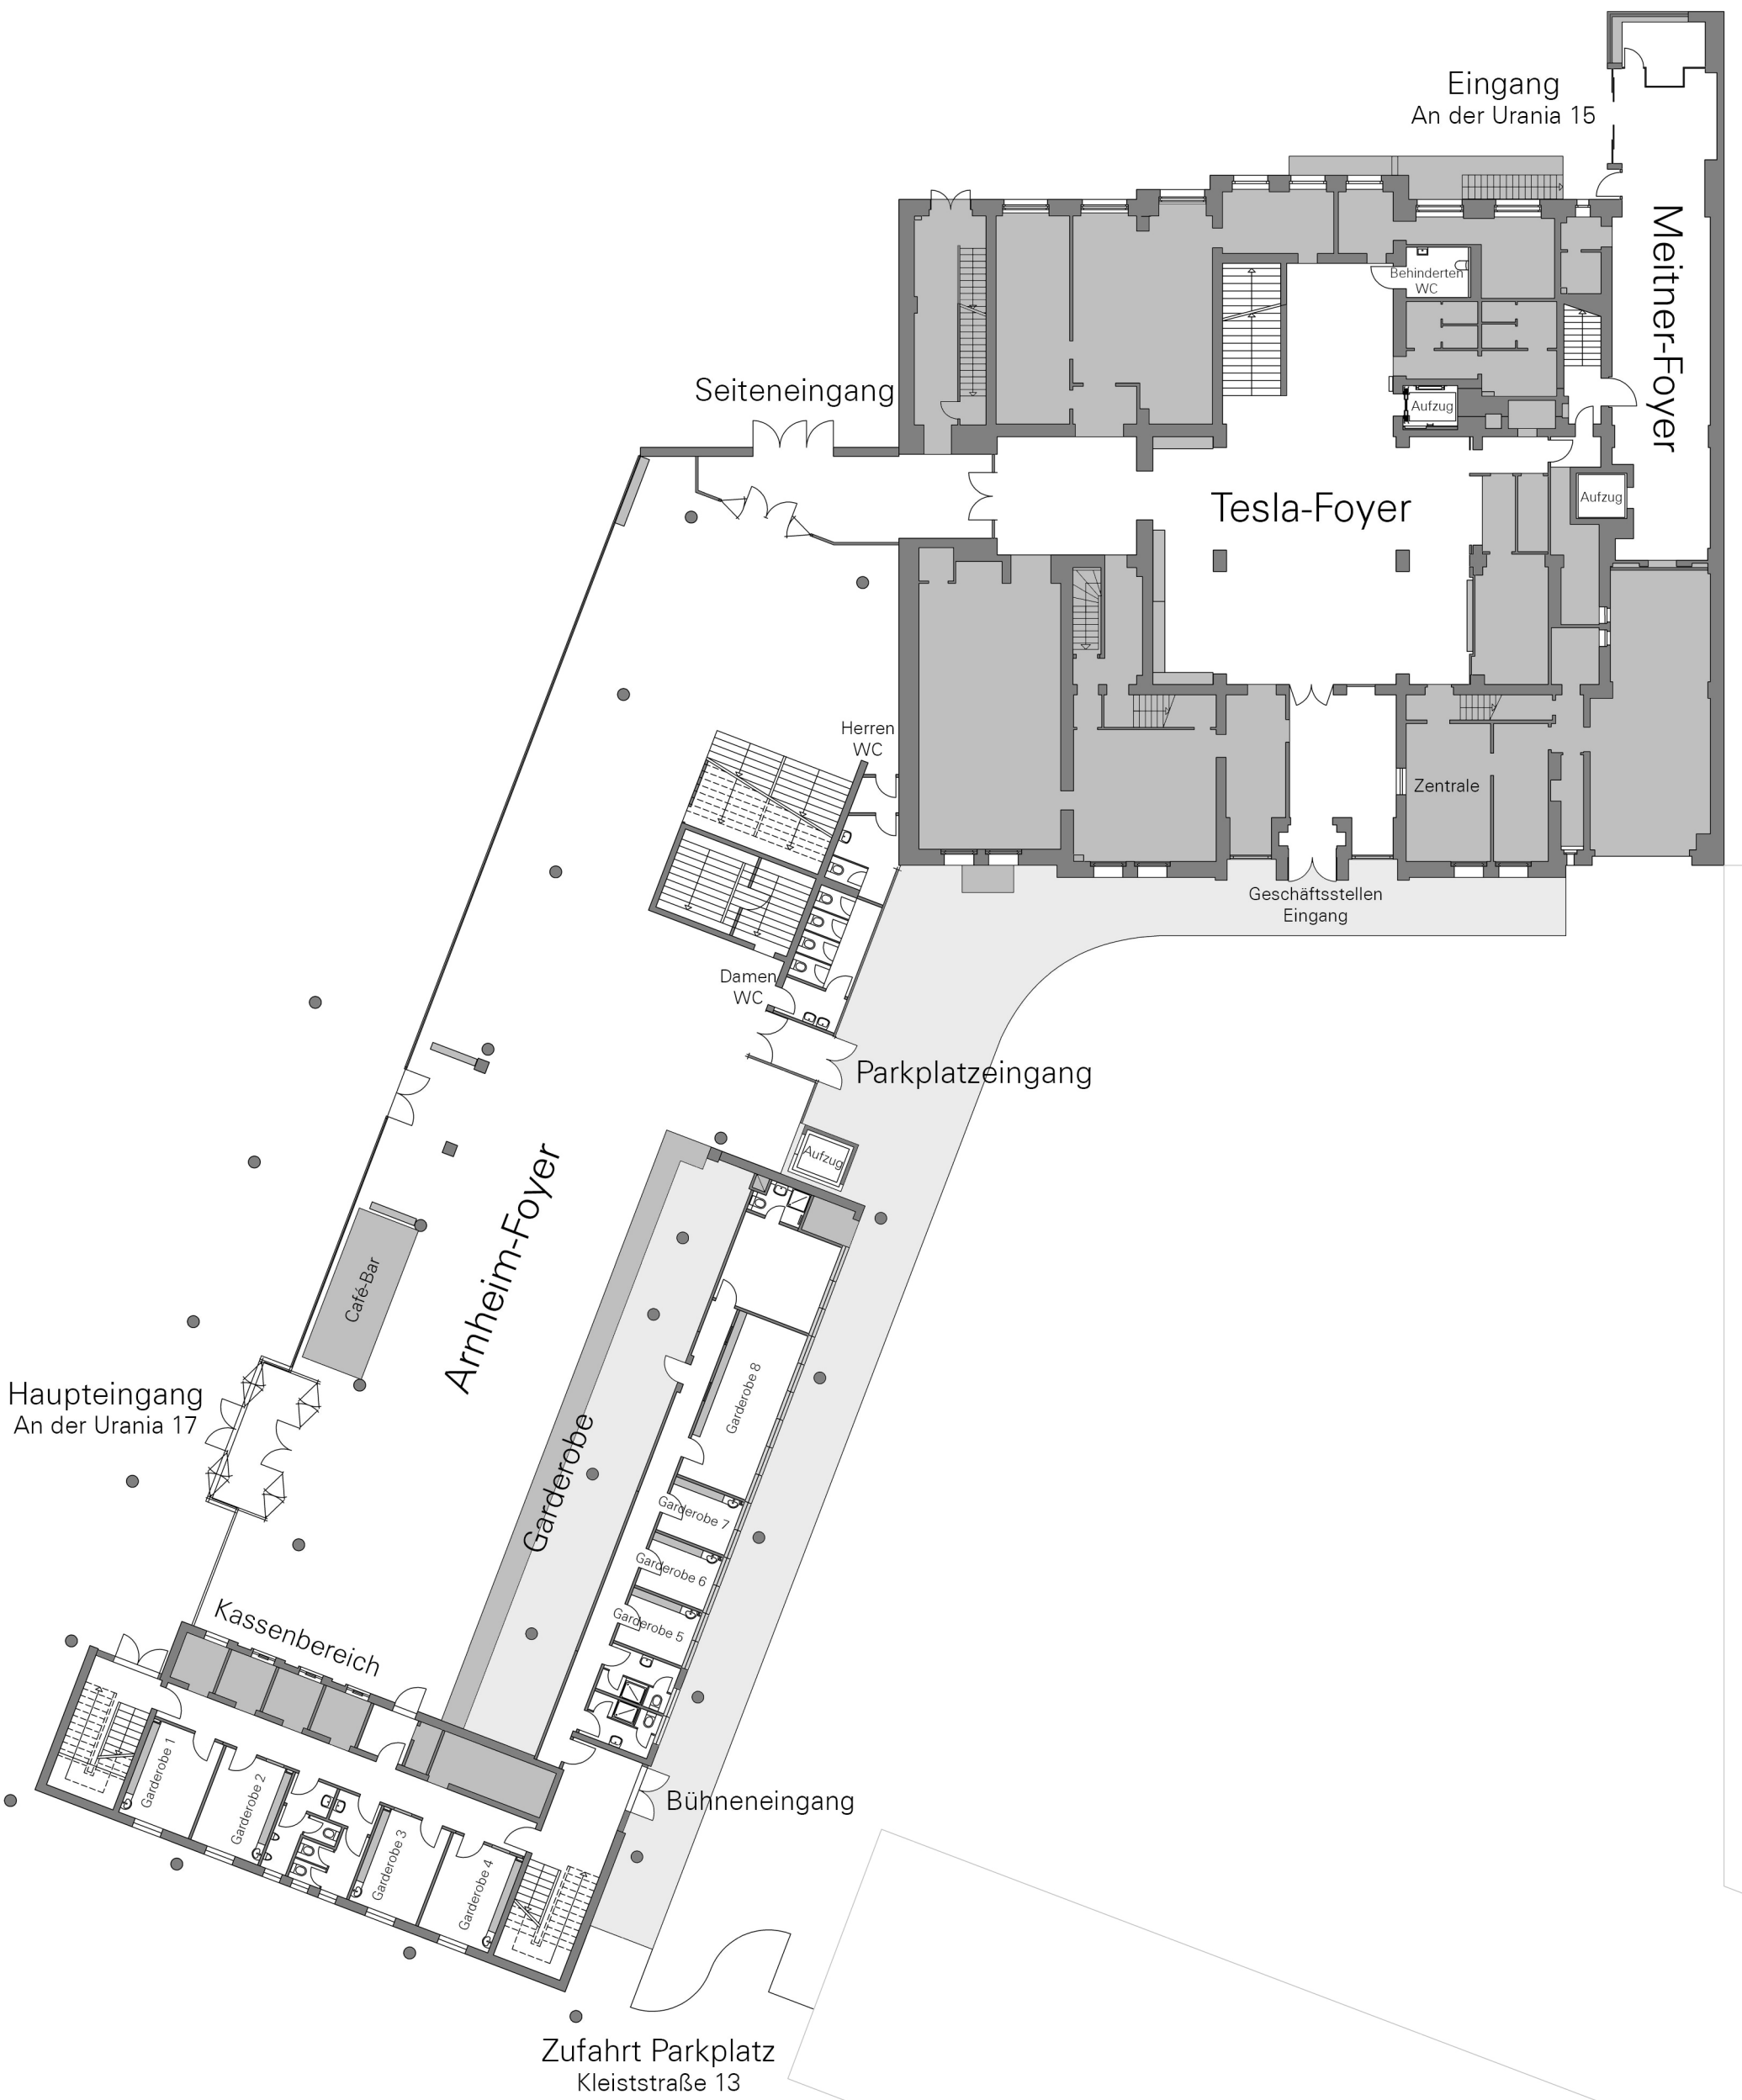 Eingang
An der Urania 15
Meitner-Foyer
Behinderten
WC
Seiteneingang
Aufzug
Tesla-Foyer
Aufzug
Herren
WC
Zentrale
Geschäftsstellen
Eingang
Damen
WC
Parkplatzeingang
Aufzug
Arnheim-Foyer
Café-Bar
Haupteingang
An der Urania 17
Garderobe
Garderobe 8
Garderobe 7
Garderobe 6
Garderobe 5
Kassenbereich
Garderobe 1
Garderobe 2
Garderobe 3
Garderobe 4
Bühneneingang
Zufahrt Parkplatz
Kleiststraße 13